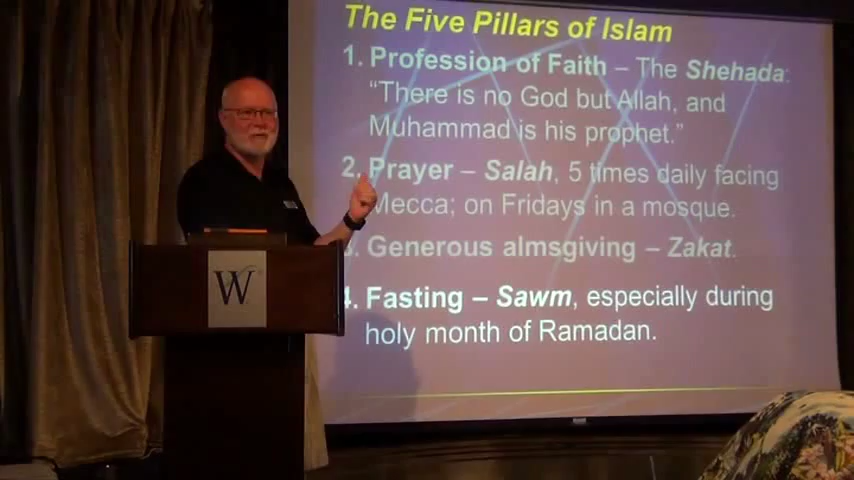 The Five Pillars of Islam
1. Profession of Faith – The Shehada:
“There is no God but Allah, and
Muhammad is his prophet.”
2. Prayer – Salah, 5 times daily facing
Mecca; on Fridays in a mosque.
3. Generous almsgiving – Zakat.
4. Fasting – Sawm, especially during
holy month of Ramadan.
W